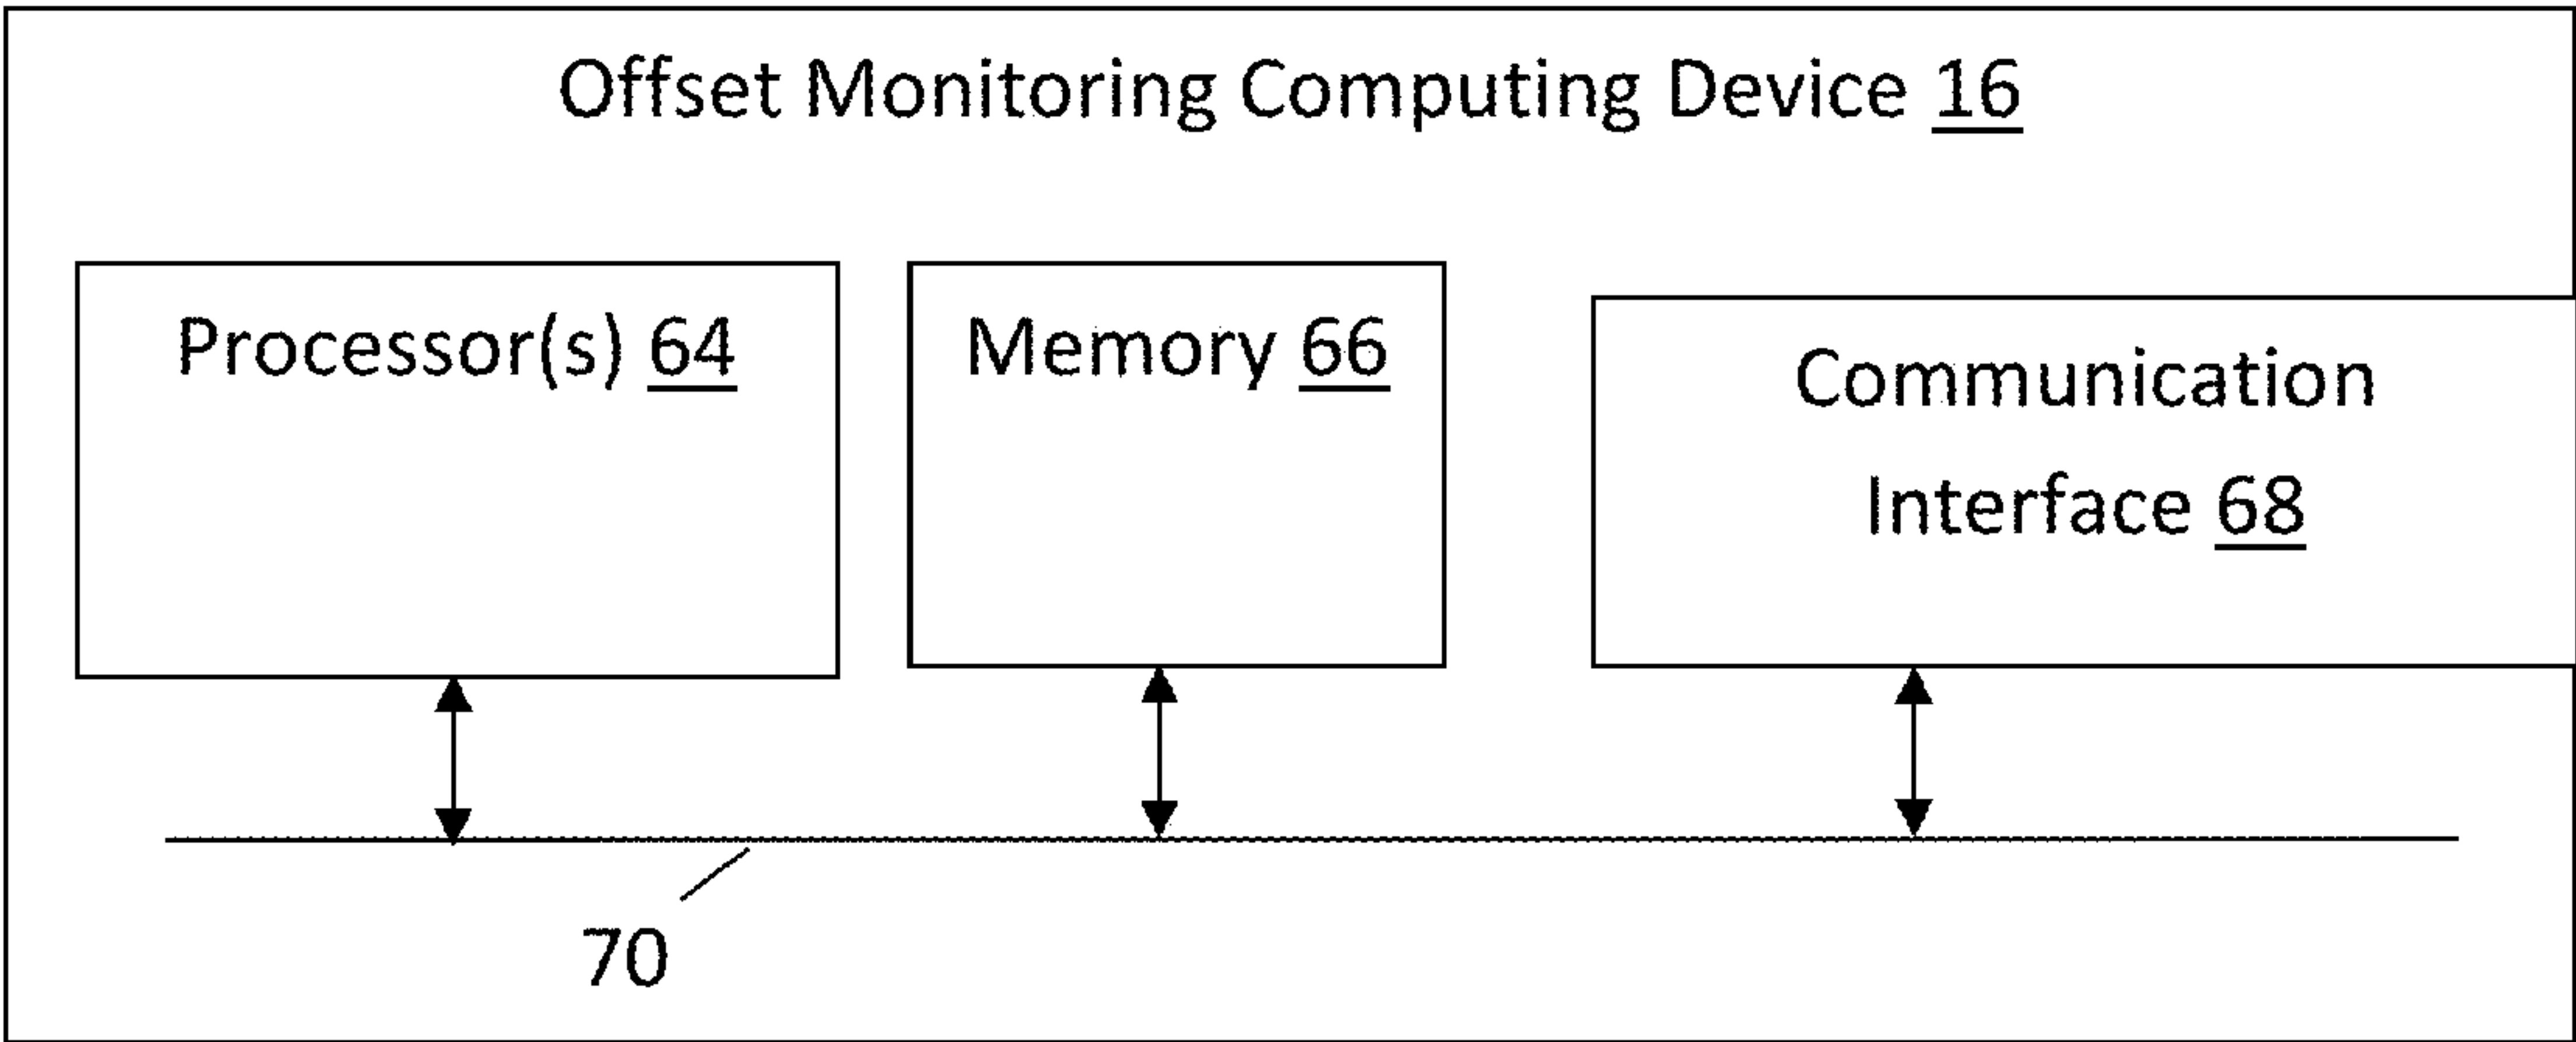 Offset Monitoring Computing Device 16
Processor(s) 64
Memory 66
Communication
Interface 68
70